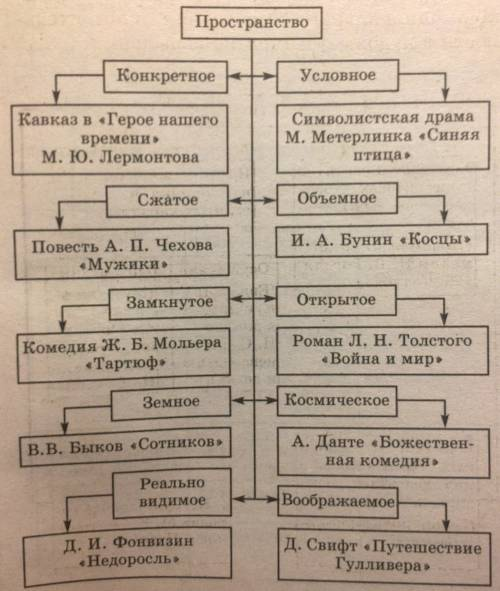 Пространство
Конкретное
Условное
Кавказ в «Герое нашего
времени»
М. Ю. Лермонтова
Символистская драма
М. Метерлинка «Синяя
птица»
Сжатое
Объемное
Повесть А. П. Чехова
«Мужики»
И. А. Бунин «Косцы»
Замкнутое
Открытое
Комедия Ж. Б. Мольера
«Тартюф»
Роман Л. Н. Толстого
«Война и мир»
Земное
Космическое
В.В. Быков «Сотников»
А. Данте «Божествен-
ная комедия»
Реально
видимое
Воображаемое
Д. И. Фонвизин
«Недоросль»
Д. Свифт «Путешествие
Гулливера»